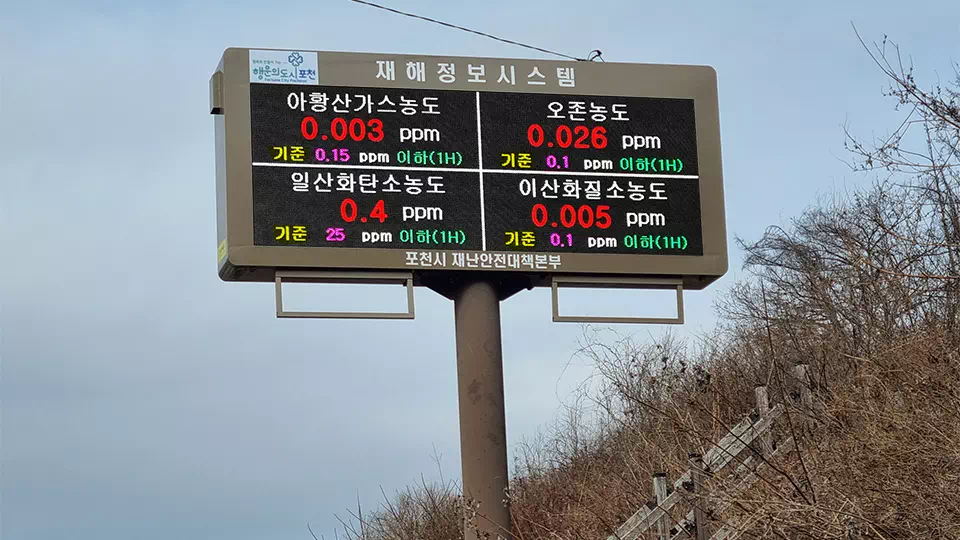 행운의도시포천
재해정보시스템
아황산가스농도
0.003 ppm
기준 0.15 ppm 이하(1H)
오존농도
0.026 ppm
기준 0.1 ppm 이하(1H)
일산화탄소농도
0.4 ppm
기준 25 ppm 이하(1H)
이산화질소농도
0.005 ppm
기준 0.1 ppm 이하(1H)
포천시 재난안전대책본부